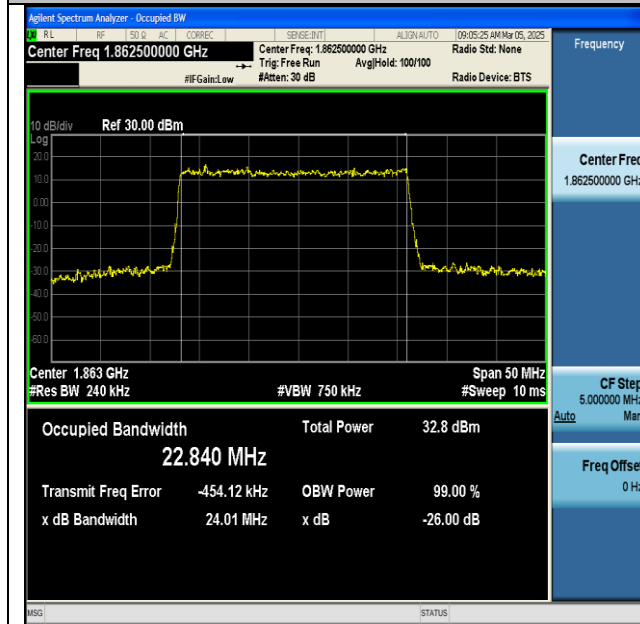 Agilent Spectrum Analyzer - Occupied BW
RL RF 50 Ω AC CORREC SENSE:INT ALIGN AUTO 09:05:25 AM Mar 05, 2025
Center Freq 1.862500000 GHz
Center Freq: 1.862500000 GHz
Radio Std: None
Trig: Free Run Avg|Hold: 100/100
#IFGain:Low #Atten: 30 dB Radio Device: BTS
Frequency
10 dB/div Ref 30.00 dBm
Log
20.0
10.0
0.00
-10.0
-20.0
-30.0
-40.0
-50.0
-60.0
Center 1.863 GHz Span 50 MHz
#Res BW 240 kHz #VBW 750 kHz #Sweep 10 ms
Occupied Bandwidth Total Power 32.8 dBm
22.840 MHz
Transmit Freq Error -454.12 kHz OBW Power 99.00 %
x dB Bandwidth 24.01 MHz x dB -26.00 dB
Center Freq
1.862500000 GHz
CF Step
5.000000 MHz
Auto Man
Freq Offset
0 Hz
MSG STATUS